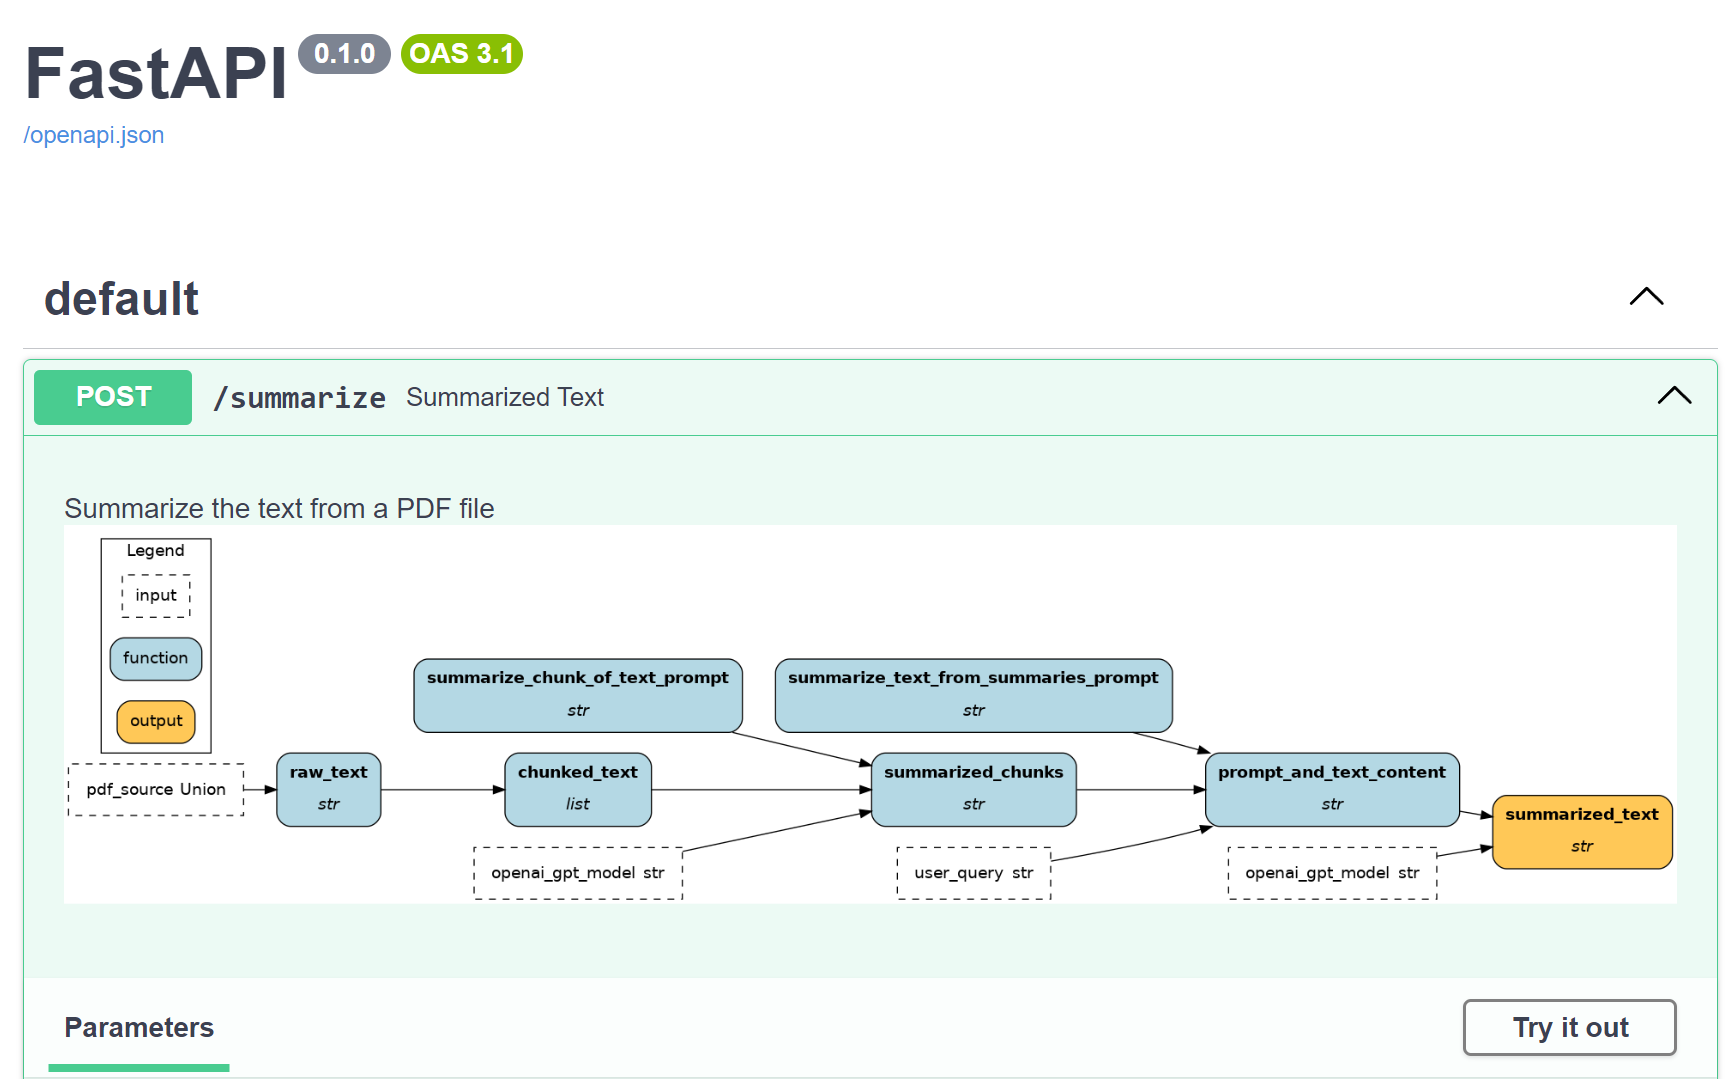 FastAPI 0.1.0 OAS 3.1
/openapi.json
default
POST /summarize Summarized Text
Summarize the text from a PDF file
Legend
input
function
output
summarize_chunk_of_text_prompt
str
summarize_text_from_summaries_prompt
str
pdf_source Union
raw_text
str
chunked_text
list
summarized_chunks
str
prompt_and_text_content
str
summarized_text
str
openai_gpt_model str
user_query str
openai_gpt_model str
Parameters
Try it out